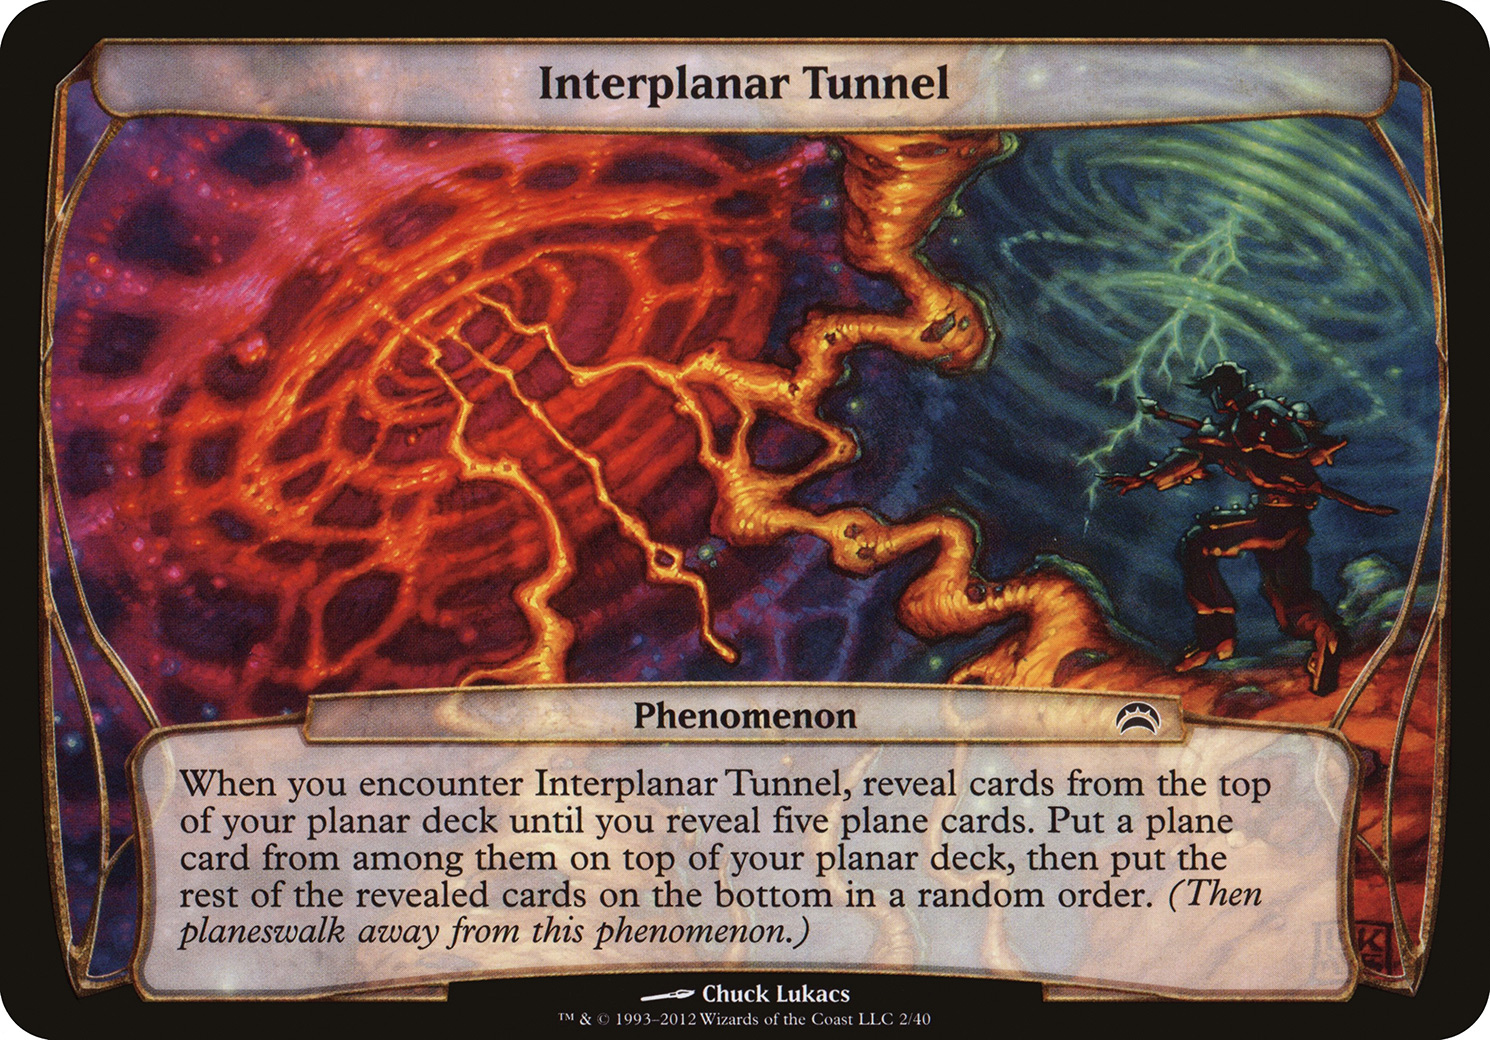 Interplanar Tunnel
Phenomenon
When you encounter Interplanar Tunnel, reveal cards from the top
of your planar deck until you reveal five plane cards. Put a plane
card from among them on top of your planar deck, then put the
rest of the revealed cards on the bottom in a random order. (Then
planeswalk away from this phenomenon.)
Chuck Lukacs
™ & © 1993–2012 Wizards of the Coast LLC 2/40